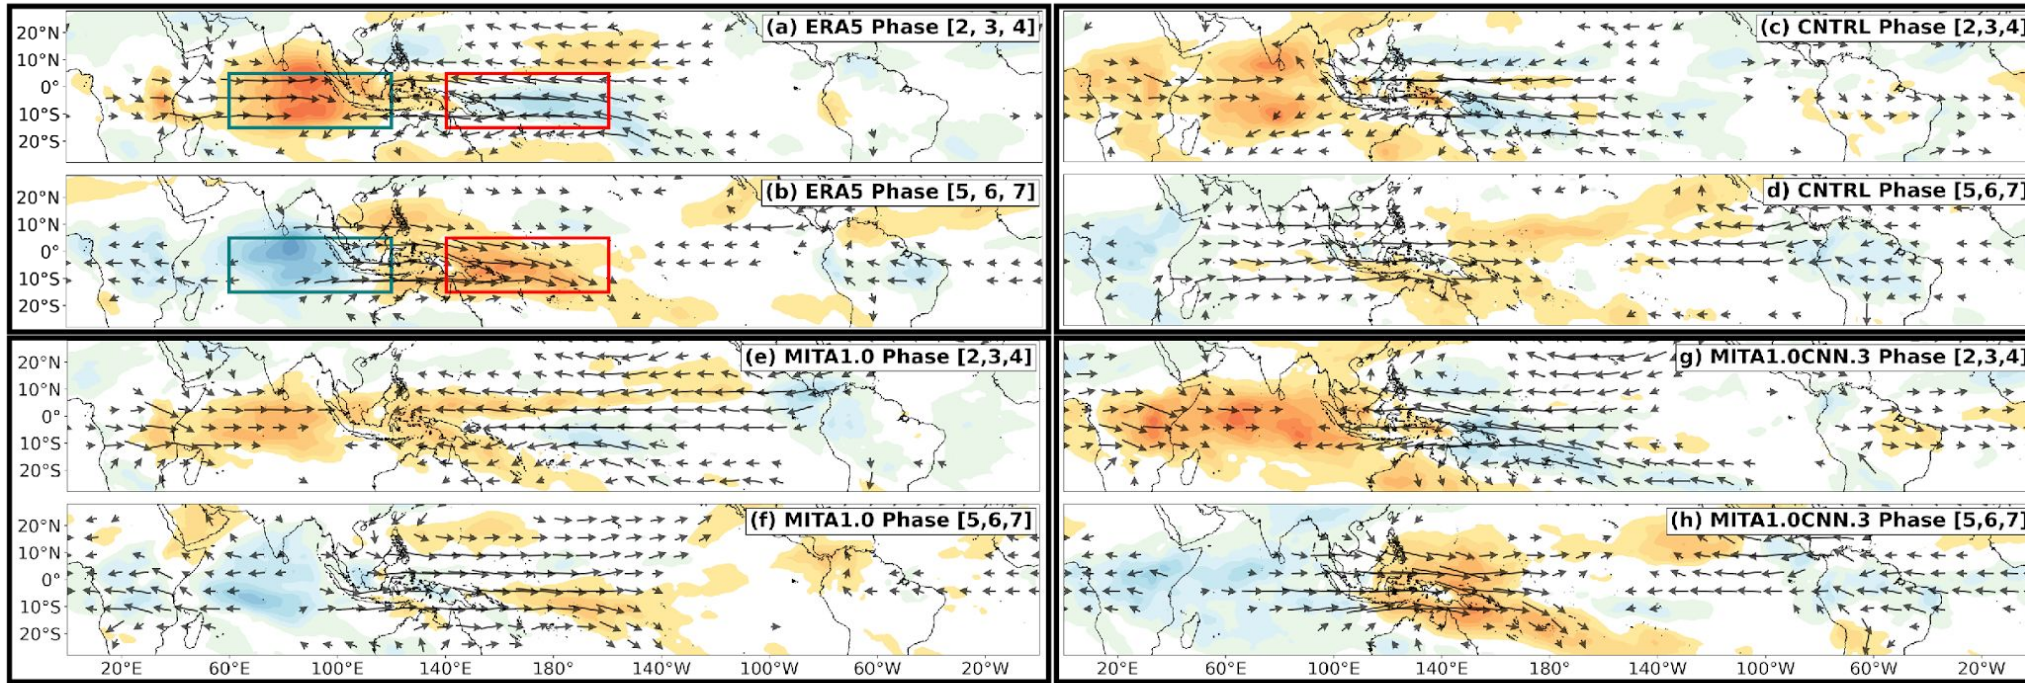 (a) ERA5 Phase [2, 3, 4]
20°N
10°N
0°
10°S
20°S
(b) ERA5 Phase [5, 6, 7]
20°N
10°N
0°
10°S
20°S
(c) CNTRL Phase [2,3,4]
d) CNTRL Phase [5,6,7]
(e) MITA1.0 Phase [2,3,4]
20°N
10°N
0°
10°S
20°S
(f) MITA1.0 Phase [5,6,7]
20°N
10°N
0°
10°S
20°S
20°E 60°E 100°E 140°E 180° 140°W 100°W 60°W 20°W
g) MITA1.0CNN.3 Phase [2,3,4]
(h) MITA1.0CNN.3 Phase [5,6,7]
20°E 60°E 100°E 140°E 180° 140°W 100°W 60°W 20°W